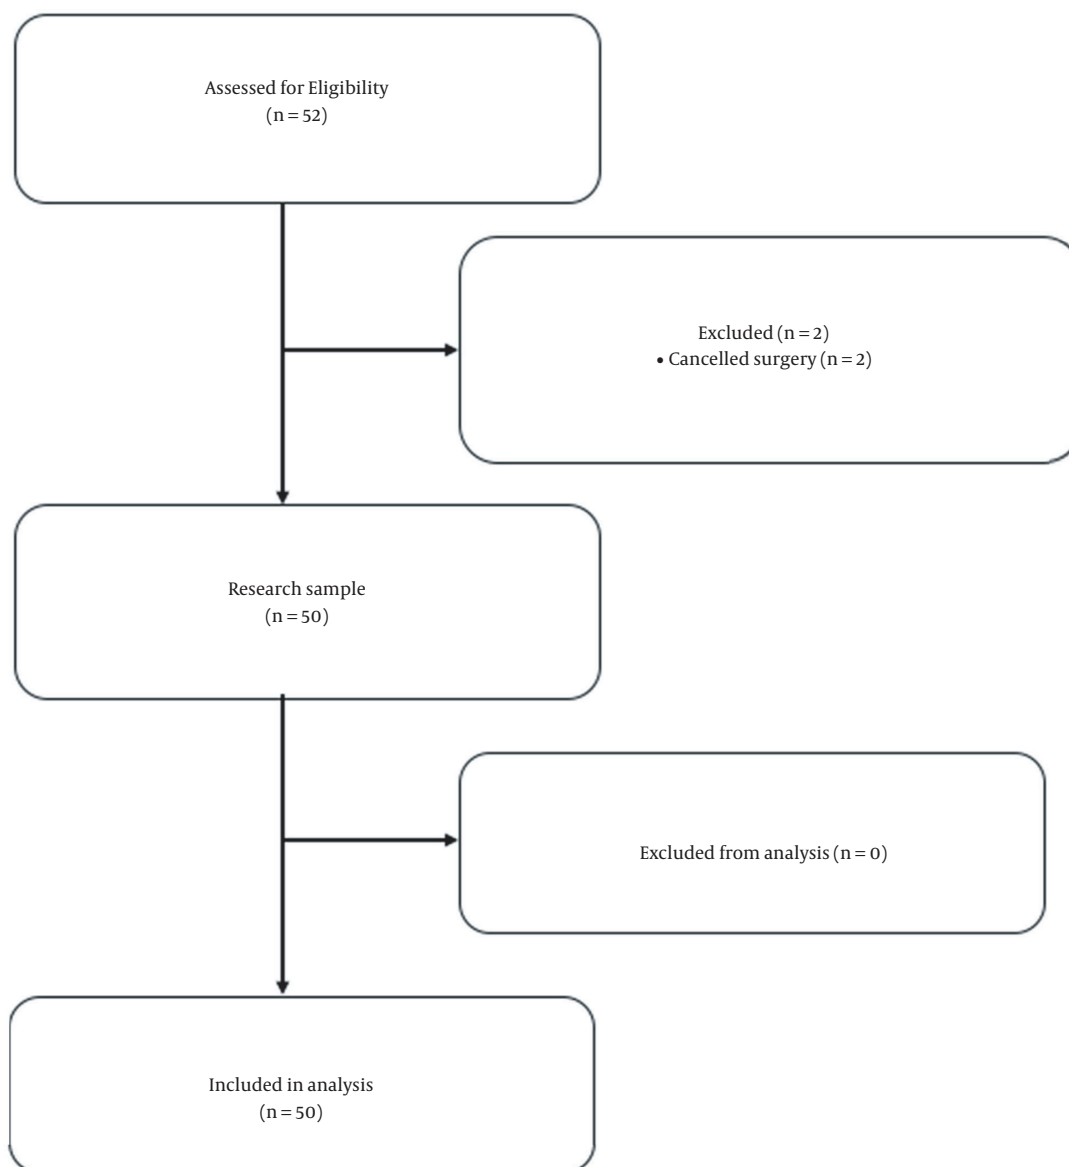 Assessed for Eligibility
(n = 52)
Excluded (n = 2)
• Cancelled surgery (n = 2)
Research sample
(n = 50)
Excluded from analysis (n = 0)
Included in analysis
(n = 50)